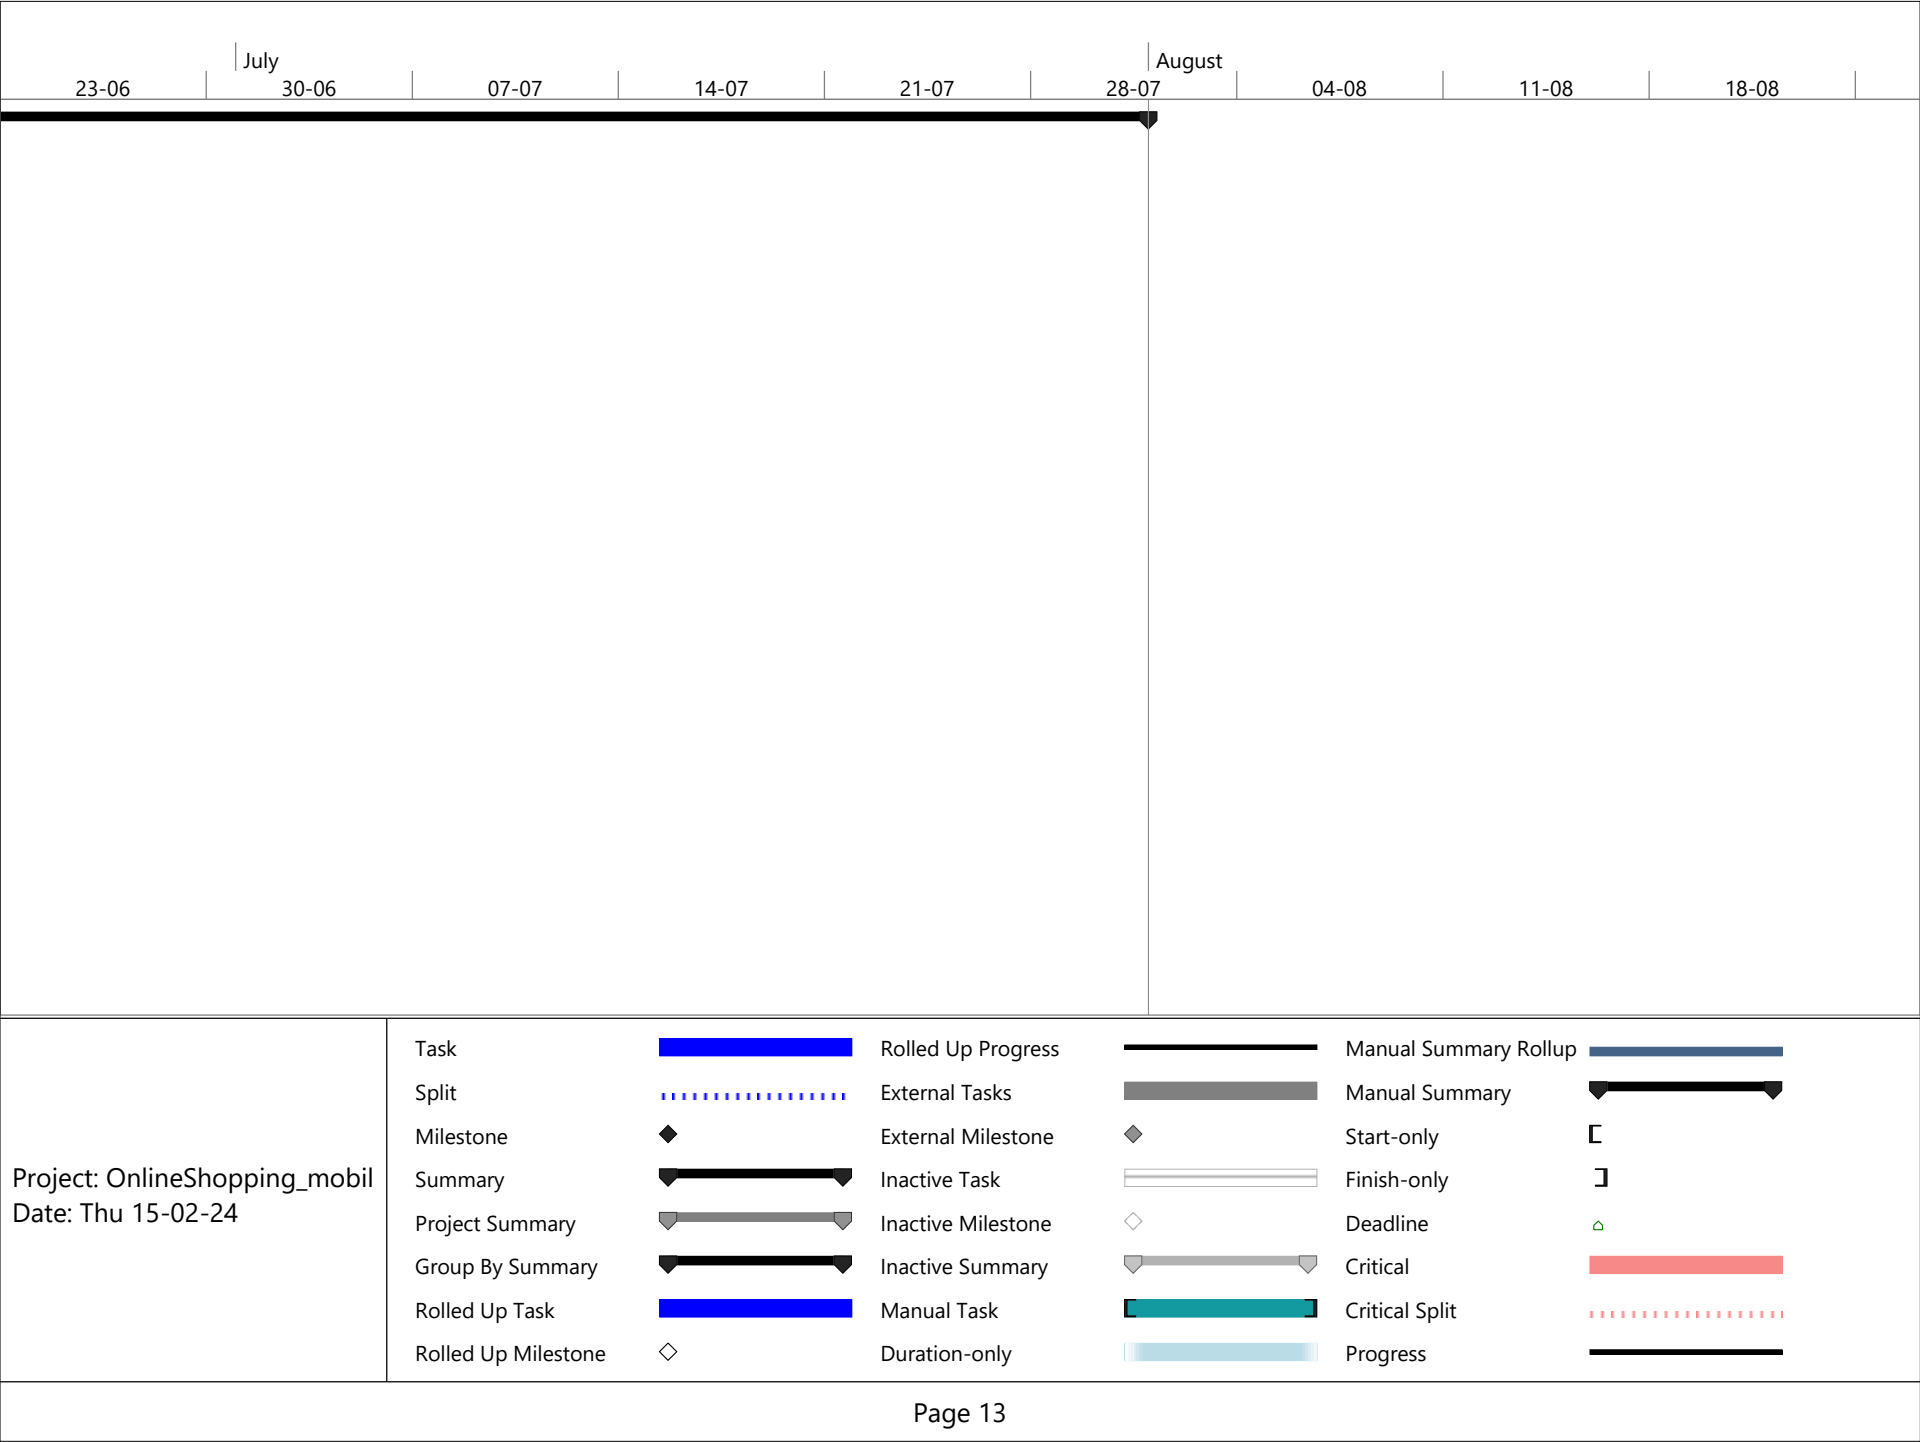 July August
23-06 30-06 07-07 14-07 21-07 28-07 04-08 11-08 18-08
Project: OnlineShopping_mobil
Date: Thu 15-02-24
Task
Split
Milestone
Summary
Project Summary
Group By Summary
Rolled Up Task
Rolled Up Milestone
Rolled Up Progress
External Tasks
External Milestone
Inactive Task
Inactive Milestone
Inactive Summary
Manual Task
Duration-only
Manual Summary Rollup
Manual Summary
Start-only
Finish-only
Deadline
Critical
Critical Split
Progress
Page 13